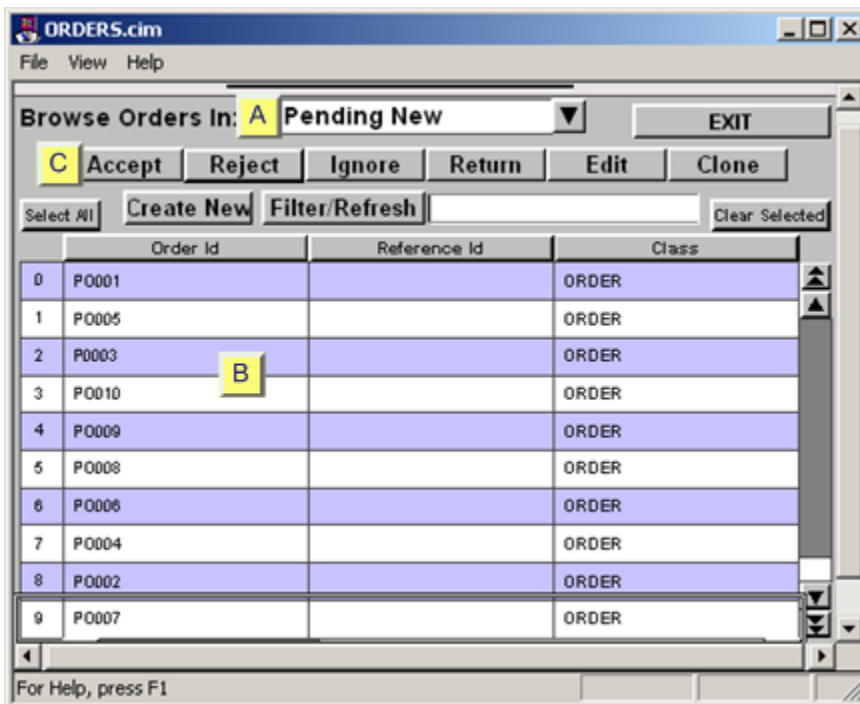 ORDERS.cim
File View Help
Browse Orders In: A Pending New EXIT
C Accept Reject Ignore Return Edit Clone
Select All Create New Filter/Refresh Clear Selected
Order Id Reference Id Class
0 PO001 ORDER
1 PO005 ORDER
2 P0003 ORDER
B
3 PO010 ORDER
4 PO009 ORDER
5 PO008 ORDER
6 PO006 ORDER
7 PO004 ORDER
8 PO002 ORDER
9 PO007 ORDER
For Help, press F1